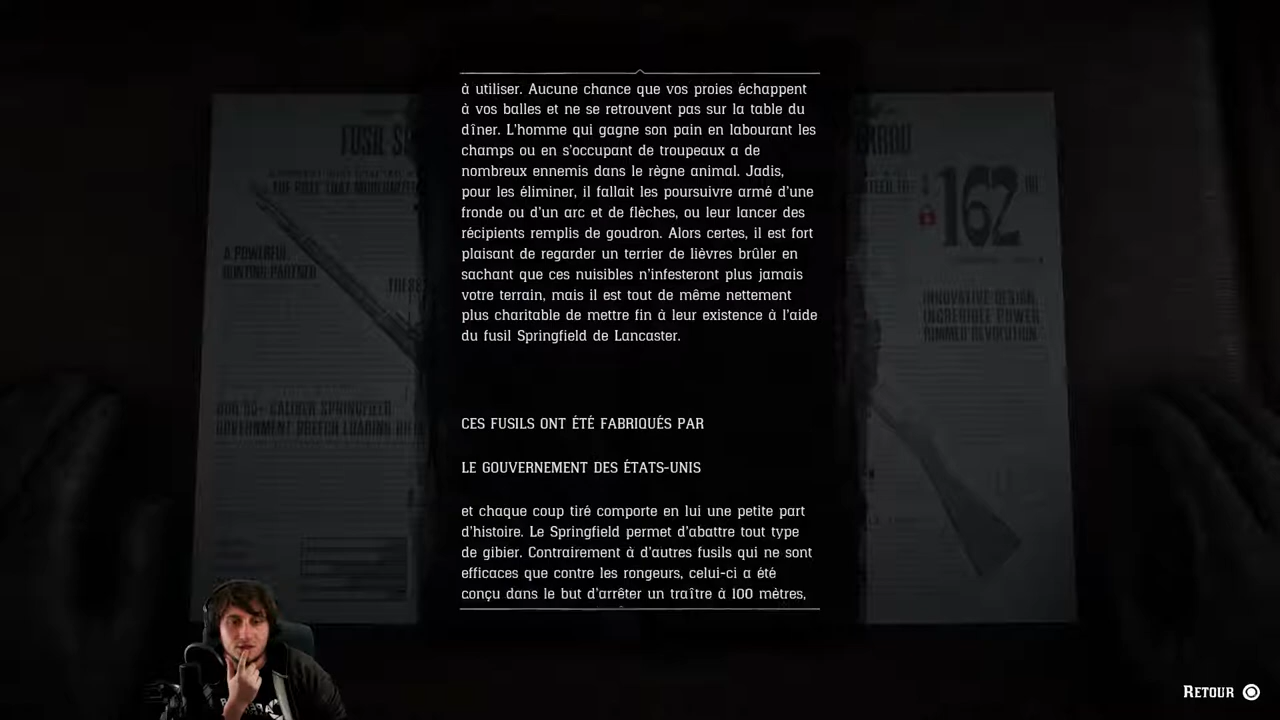 à utiliser. Aucune chance que vos proies échappent
à vos balles et ne se retrouvent pas sur la table du
dîner. L'homme qui gagne son pain en labourant les
champs ou en s'occupant de troupeaux a de
nombreux ennemis dans le règne animal. Jadis,
pour les éliminer, il fallait les poursuivre armé d'une
fronde ou d'un arc et de flèches, ou leur lancer des
récipients remplis de goudron. Alors certes, il est fort
plaisant de regarder un terrier de lièvres brûler en
sachant que ces nuisibles n'infesteront plus jamais
votre terrain, mais il est tout de même nettement
plus charitable de mettre fin à leur existence à l'aide
du fusil Springfield de Lancaster.
CES FUSILS ONT ÉTÉ FABRIQUÉS PAR
LE GOUVERNEMENT DES ÉTATS-UNIS
et chaque coup tiré comporte en lui une petite part
d'histoire. Le Springfield permet d'abattre tout type
de gibier. Contrairement à d'autres fusils qui ne sont
efficaces que contre les rongeurs, celui-ci a été
conçu dans le but d'arrêter un traître à 100 mètres,
FUSIL
A POWERFUL
HUNTING PARTNER
THESE
162
INNOVATIVE DESIGN,
INCREDIBLE POWER
RETOUR